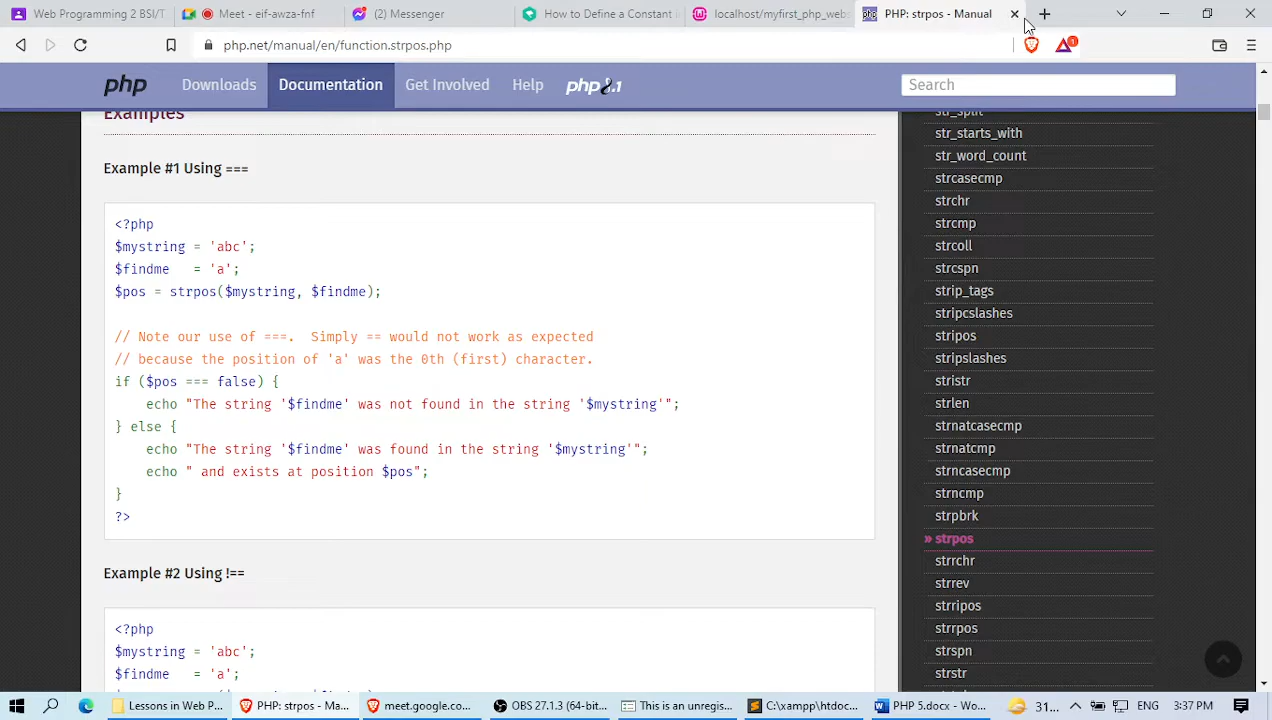 Web Programming 2 BSI/T
Meet - eif-awza-fnf
(2) Messenger
How to Define a Constant i
localhost/myfirst_php_web
PHP: strpos - Manual
php.net/manual/en/function.strpos.php
1
php
Downloads
Documentation
Get Involved
Help
php8.1
Search
Examples
Example #1 Using ===
<?php
$mystring = 'abc';
$findme   = 'a';
$pos = strpos($mystring, $findme);
// Note our use of ===.  Simply == would not work as expected
// because the position of 'a' was the 0th (first) character.
if ($pos === false) {
    echo "The string '$findme' was not found in the string '$mystring'";
} else {
    echo "The string '$findme' was found in the string '$mystring'";
    echo " and exists at position $pos";
}
?>
Example #2 Using !==
<?php
$mystring = 'abc';
$findme   = 'a';
str_split
str_starts_with
str_word_count
strcasecmp
strchr
strcmp
strcoll
strcspn
strip_tags
stripcslashes
stripos
stripslashes
stristr
strlen
strnatcasecmp
strnatcmp
strncasecmp
strncmp
strpbrk
» strpos
strrchr
strrev
strripos
strrpos
strspn
strstr
Lessons in Web P...
PHP: strpos - Ma...
meet.google.co...
OBS 27.1.3 (64-bit...
This is an unregis...
C:\xampp\htdoc...
PHP 5.docx - Wo...
31...
ENG
3:37 PM